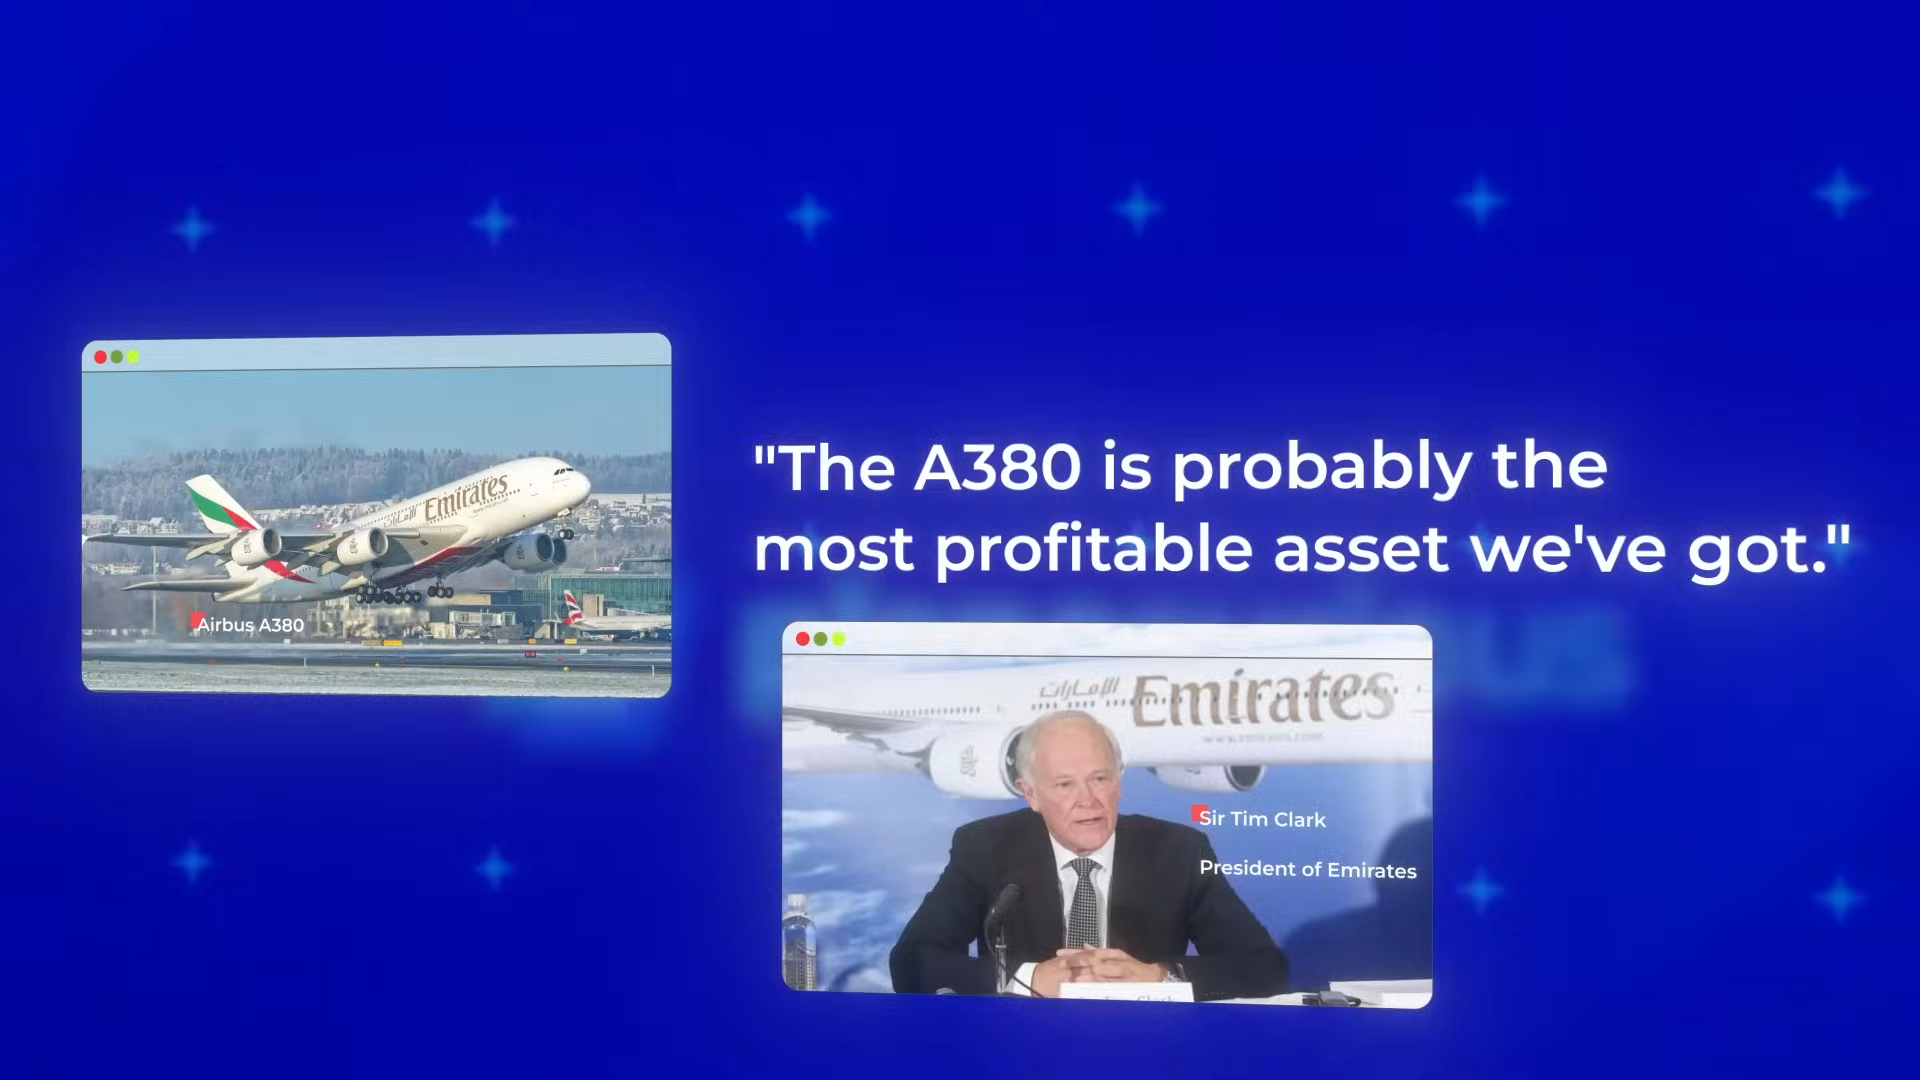 "The A380 is probably the
most profitable asset we've got."
Emirates
الإمارات
Airbus A380
الإمارات Emirates
Sir Tim Clark
President of Emirates